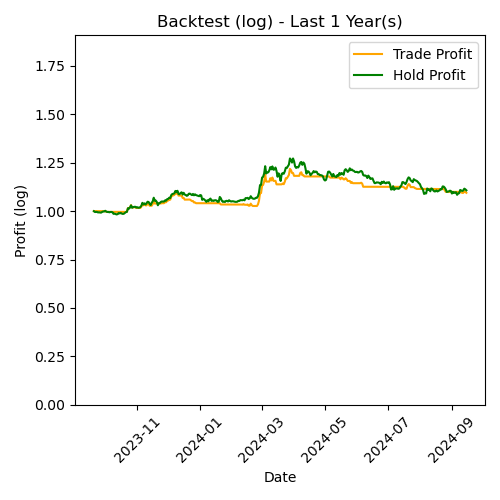 Backtest (log) - Last 1 Year(s)
Trade Profit
Hold Profit
Profit (log)
1.75
1.50
1.25
1.00
0.75
0.50
0.25
0.00
2023-11
2024-01
2024-03
2024-05
2024-07
2024-09
Date